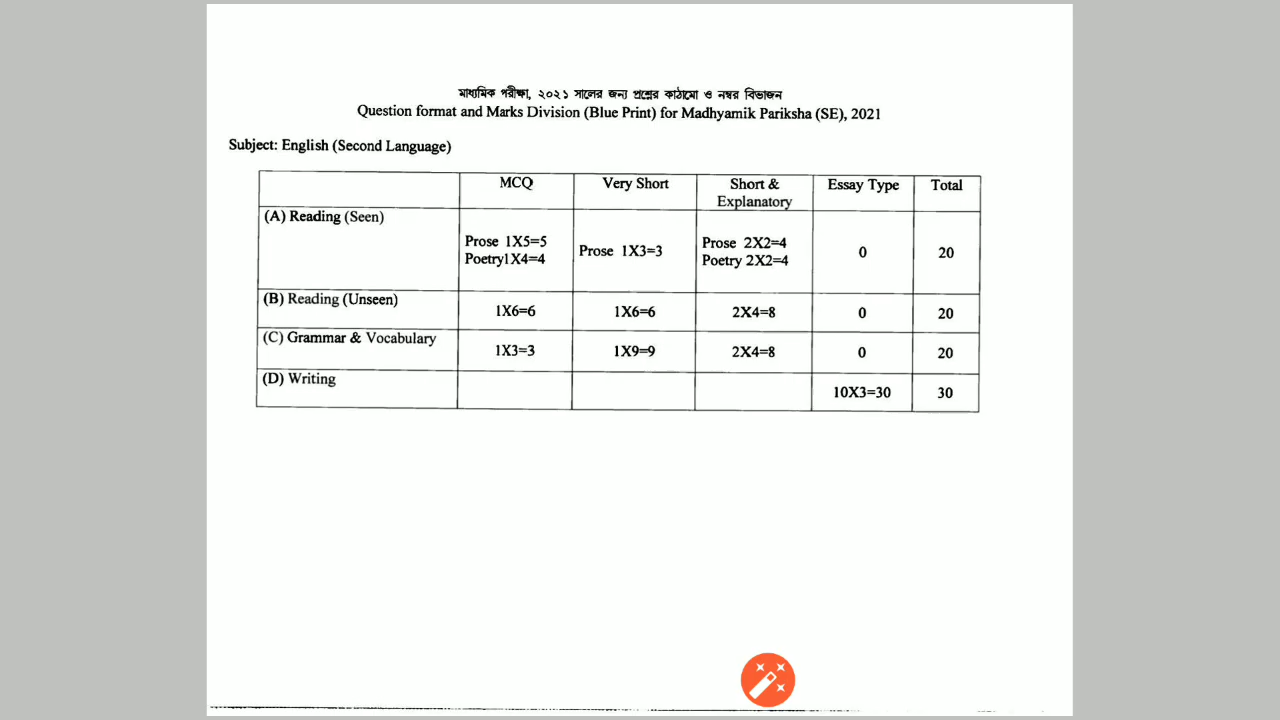 মাধ্যমিক পরীক্ষা, ২০২১ সালের জন্য প্রশ্নের কাঠামো ও নম্বর বিভাজন
Question format and Marks Division (Blue Print) for Madhyamik Pariksha (SE), 2021
Subject: English (Second Language)
MCQ Very Short Short & Explanatory Essay Type Total
(A) Reading (Seen)
Prose 1X5=5
Poetry1X4=4
Prose 1X3=3
Prose 2X2=4
Poetry 2X2=4
0
20
(B) Reading (Unseen)
1X6=6 1X6=6 2X4=8 0 20
(C) Grammar & Vocabulary
1X3=3 1X9=9 2X4=8 0 20
(D) Writing
10X3=30 30